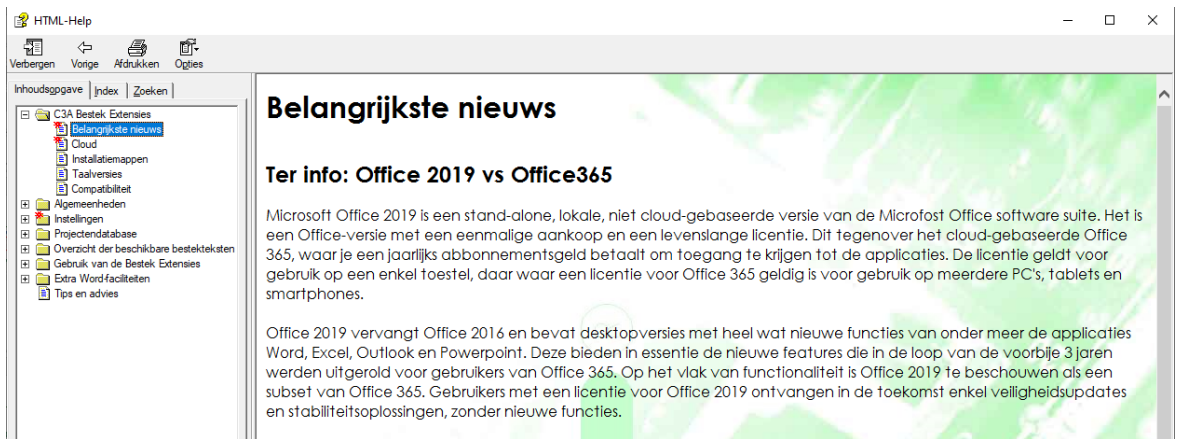 HTML-Help
Verbergen Vorige Afdrukken Opties
Inhoudsopgave Index Zoeken
C3A Bestek Extensies
Belangrijkste nieuws
Cloud
Installatiemappen
Taalversies
Compatibiliteit
Algemeenheden
Instellingen
Projectendatabase
Overzicht der beschikbare bestekteksten
Gebruik van de Bestek Extensies
Extra Word-faciliteiten
Tips en advies
Belangrijkste nieuws
Ter info: Office 2019 vs Office365
Microsoft Office 2019 is een stand-alone, lokale, niet cloud-gebaseerde versie van de Microfost Office software suite. Het is
een Office-versie met een eenmalige aankoop en een levenslange licentie. Dit tegenover het cloud-gebaseerde Office
365, waar je een jaarlijks abbonnementsgeld betaalt om toegang te krijgen tot de applicaties. De licentie geldt voor
gebruik op een enkel toestel, daar waar een licentie voor Office 365 geldig is voor gebruik op meerdere PC's, tablets en
smartphones.
Office 2019 vervangt Office 2016 en bevat desktopversies met heel wat nieuwe functies van onder meer de applicaties
Word, Excel, Outlook en Powerpoint. Deze bieden in essentie de nieuwe features die in de loop van de voorbije 3 jaren
werden uitgerold voor gebruikers van Office 365. Op het vlak van functionaliteit is Office 2019 te beschouwen als een
subset van Office 365. Gebruikers met een licentie voor Office 2019 ontvangen in de toekomst enkel veiligheidsupdates
en stabiliteitsoplossingen, zonder nieuwe functies.